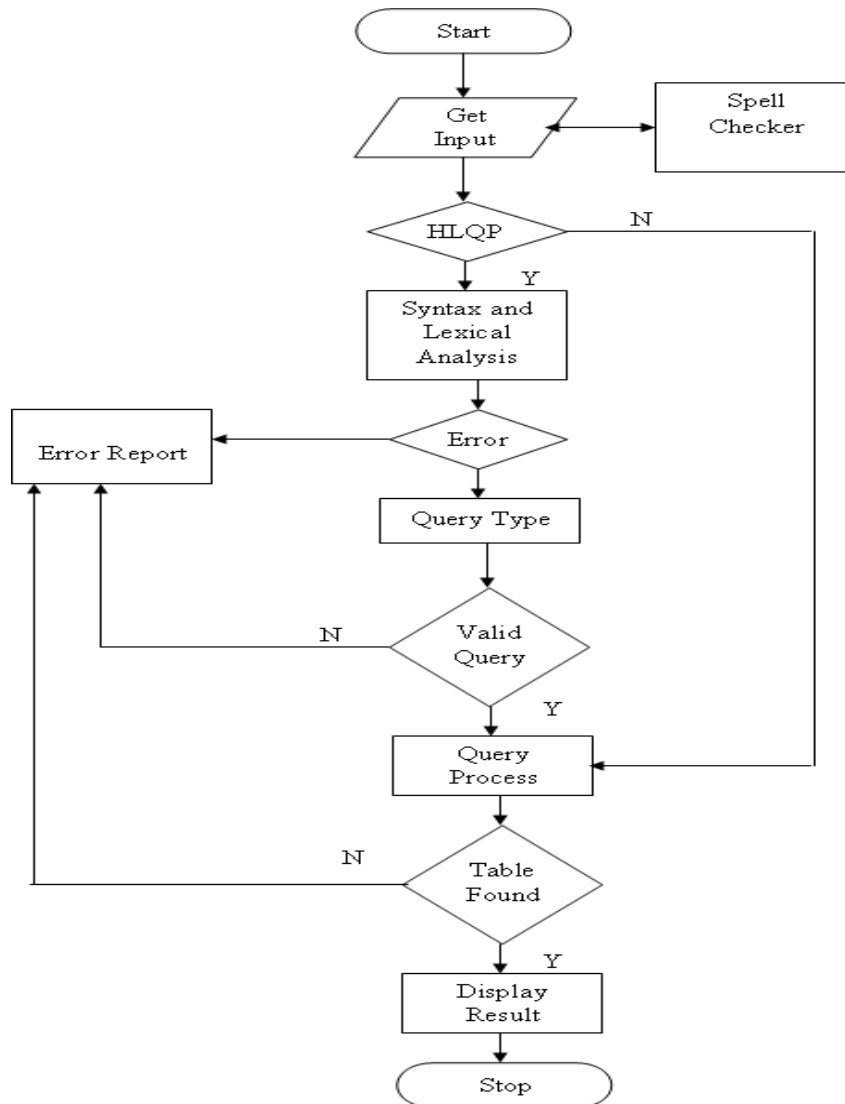 Start
Get
Input
Spell
Checker
HLQP
N
Y
Syntax and
Lexical
Analysis
Error
Error Report
Query Type
Valid
Query
N
Y
Query
Process
Table
Found
N
Y
Display
Result
Stop